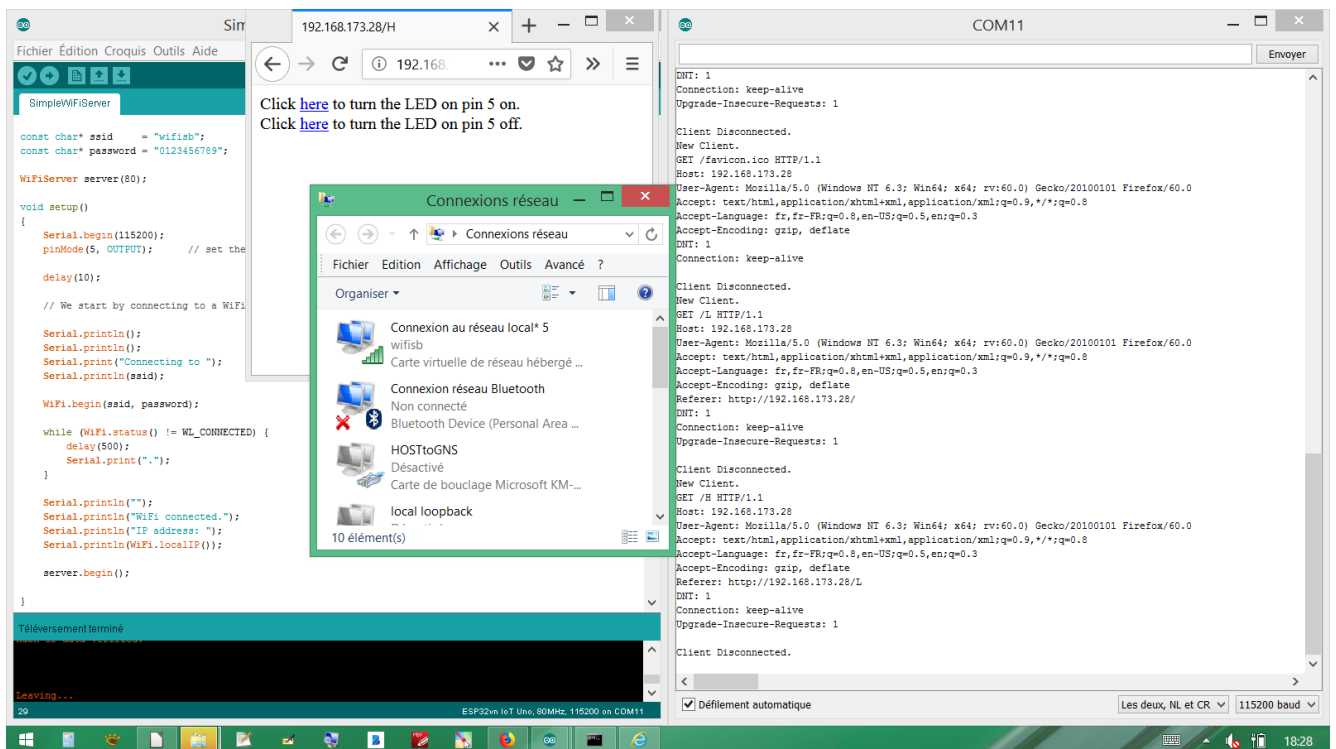 Sim
Fichier Édition Croquis Outils Aide
SimpleWiFiServer
const char* ssid     = "wifisb";
const char* password = "0123456789";
WiFiServer server(80);
void setup()
{
    Serial.begin(115200);
    pinMode(5, OUTPUT);      // set the
    delay(10);
    // We start by connecting to a WiFi
    Serial.println();
    Serial.println();
    Serial.print("Connecting to ");
    Serial.println(ssid);
    WiFi.begin(ssid, password);
    while (WiFi.status() != WL_CONNECTED) {
        delay(500);
        Serial.print(".");
    }
    Serial.println("");
    Serial.println("WiFi connected.");
    Serial.println("IP address: ");
    Serial.println(WiFi.localIP());
    server.begin();
}
Téléversement terminé
Leaving...
29
ESP32vn IoT Uno, 80MHz, 115200 on COM11
192.168.173.28/H
192.168.
Click here to turn the LED on pin 5 on.
Click here to turn the LED on pin 5 off.
Connexions réseau
Connexions réseau
Fichier Edition Affichage Outils Avancé ?
Organiser
Connexion au réseau local* 5
wifisb
Carte virtuelle de réseau hébergé ...
Connexion réseau Bluetooth
Non connecté
Bluetooth Device (Personal Area ...
HOSTtoGNS
Désactivé
Carte de bouclage Microsoft KM-...
local loopback
10 élément(s)
COM11
Envoyer
DNT: 1
Connection: keep-alive
Upgrade-Insecure-Requests: 1
Client Disconnected.
New Client.
GET /favicon.ico HTTP/1.1
Host: 192.168.173.28
User-Agent: Mozilla/5.0 (Windows NT 6.3; Win64; x64; rv:60.0) Gecko/20100101 Firefox/60.0
Accept: text/html,application/xhtml+xml,application/xml;q=0.9,*/*;q=0.8
Accept-Language: fr,fr-FR;q=0.8,en-US;q=0.5,en;q=0.3
Accept-Encoding: gzip, deflate
DNT: 1
Connection: keep-alive
Client Disconnected.
New Client.
GET /L HTTP/1.1
Host: 192.168.173.28
User-Agent: Mozilla/5.0 (Windows NT 6.3; Win64; x64; rv:60.0) Gecko/20100101 Firefox/60.0
Accept: text/html,application/xhtml+xml,application/xml;q=0.9,*/*;q=0.8
Accept-Language: fr,fr-FR;q=0.8,en-US;q=0.5,en;q=0.3
Accept-Encoding: gzip, deflate
Referer: http://192.168.173.28/
DNT: 1
Connection: keep-alive
Upgrade-Insecure-Requests: 1
Client Disconnected.
New Client.
GET /H HTTP/1.1
Host: 192.168.173.28
User-Agent: Mozilla/5.0 (Windows NT 6.3; Win64; x64; rv:60.0) Gecko/20100101 Firefox/60.0
Accept: text/html,application/xhtml+xml,application/xml;q=0.9,*/*;q=0.8
Accept-Language: fr,fr-FR;q=0.8,en-US;q=0.5,en;q=0.3
Accept-Encoding: gzip, deflate
Referer: http://192.168.173.28/L
DNT: 1
Connection: keep-alive
Upgrade-Insecure-Requests: 1
Client Disconnected.
Défilement automatique
Les deux, NL et CR
115200 baud
18:28